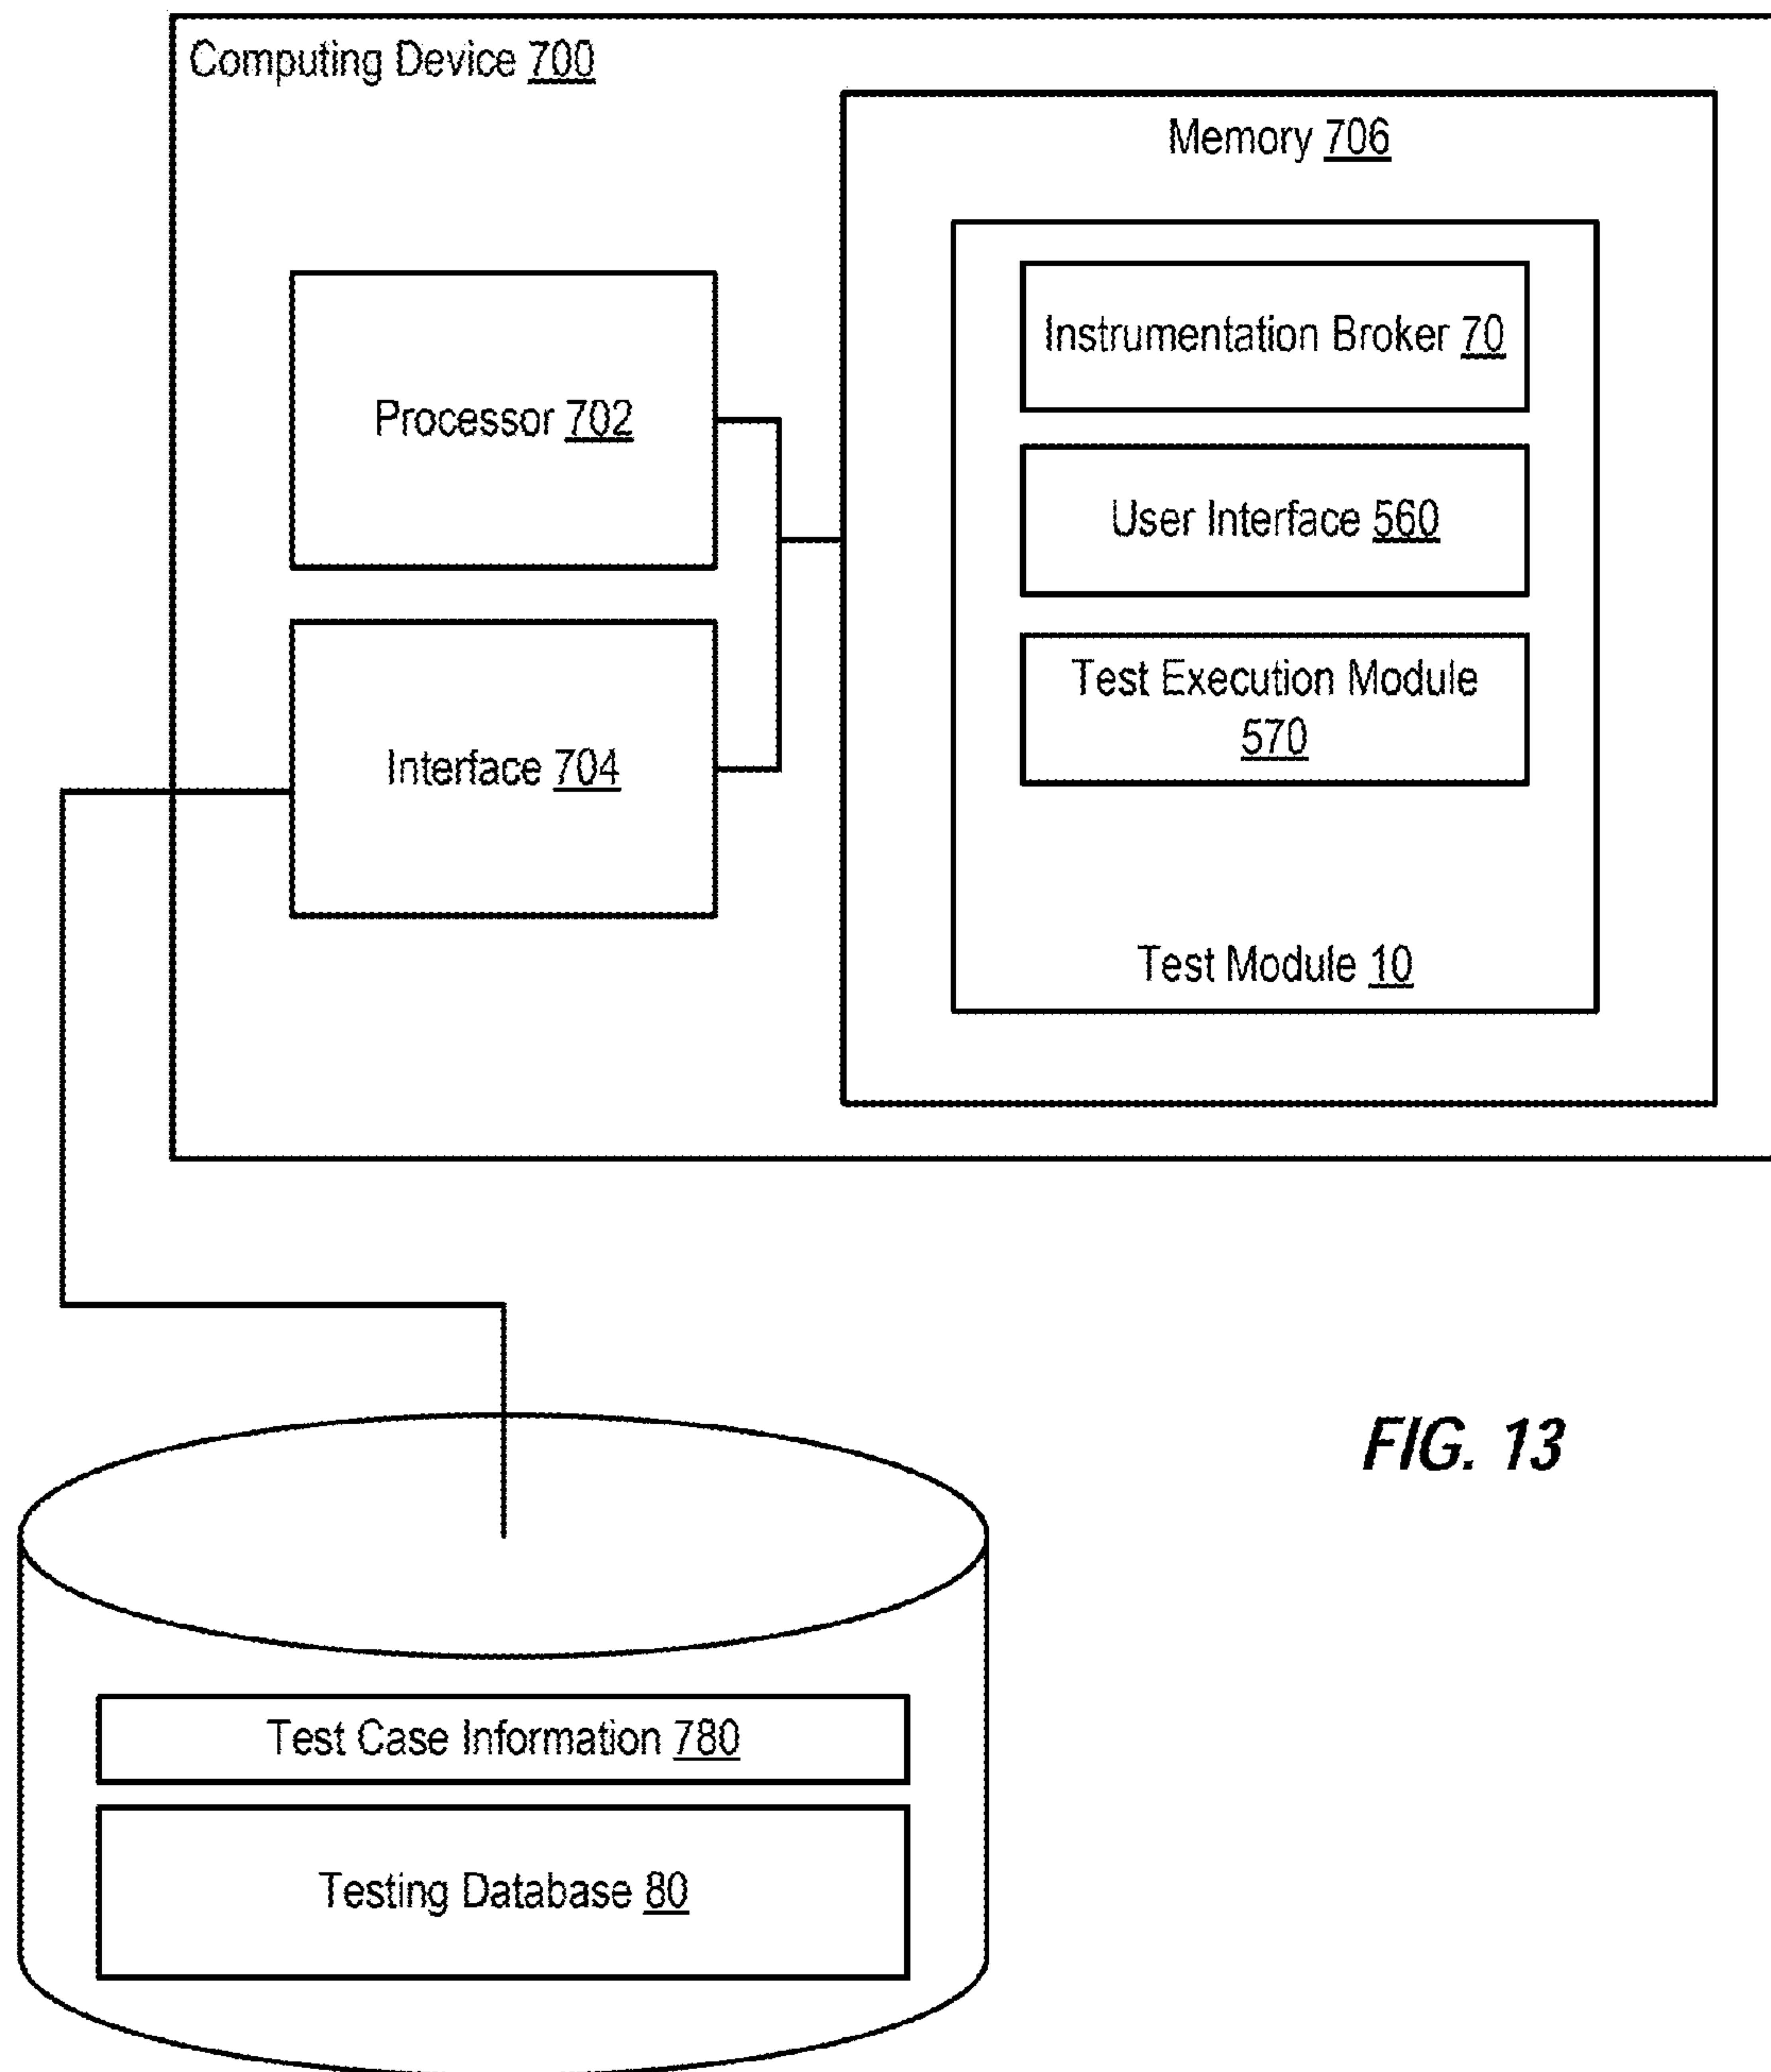 Computing Device 700
Memory 706
Instrumentation Broker 70
Processor 702
User Interface 560
Test Execution Module
570
Interface 704
Test Module 10
FIG. 13
Test Case Information 780
Testing Database 80